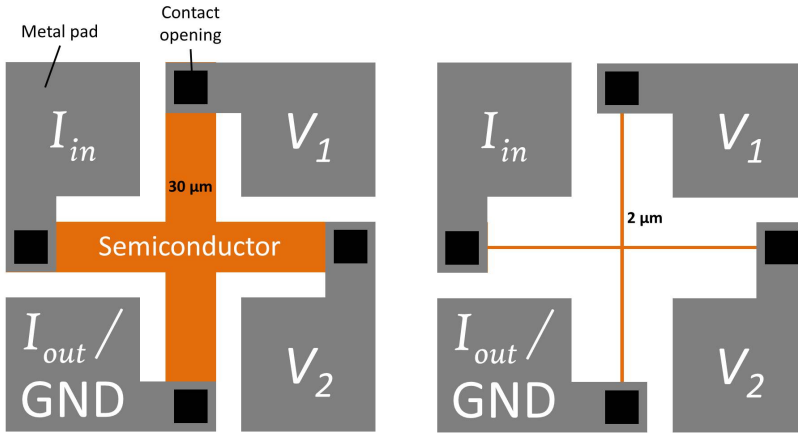 Contact
opening
Metal pad
I_in
V_1
30 µm
Semiconductor
I_out /
GND
V_2
I_in
V_1
2 µm
I_out /
GND
V_2